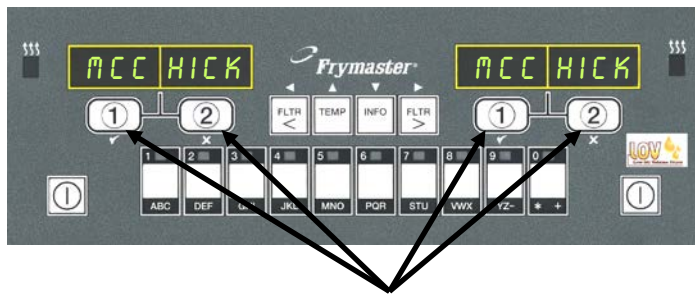 MCC HICK
MCC HICK
Frymaster
1 2
FLTR < TEMP INFO FLTR >
1 2
✓ x
✓ x
LOV
1 2 3 4 5 6 7 8 9 0
ABC DEF GHI JKL MNO PQR STU VWX YZ- * +